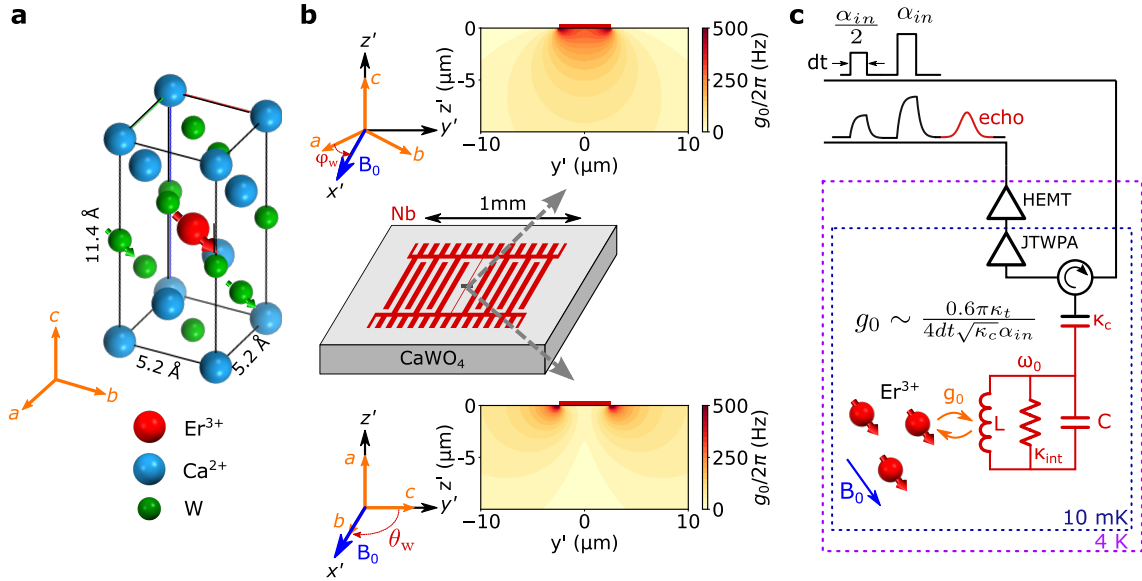 a
11.4 Å
5.2 Å
5.2 Å
c
a
b
Er3+
Ca2+
W
b
z'
c
y'
a
b
φw
B0
x'
0
−5
z' (µm)
−10
0
10
y' (µm)
500
250
0
g0/2π (Hz)
Nb
1mm
CaWO4
z'
a
c
y'
b
θw
B0
x'
0
−5
z' (µm)
−10
0
10
y' (µm)
500
250
0
g0/2π (Hz)
c
αin/2
αin
dt
echo
HEMT
JTWPA
g0 ∼ 0.6πκt/4dt√κcαin
κc
ω0
Er3+
g0
L
C
κint
B0
10 mK
4 K